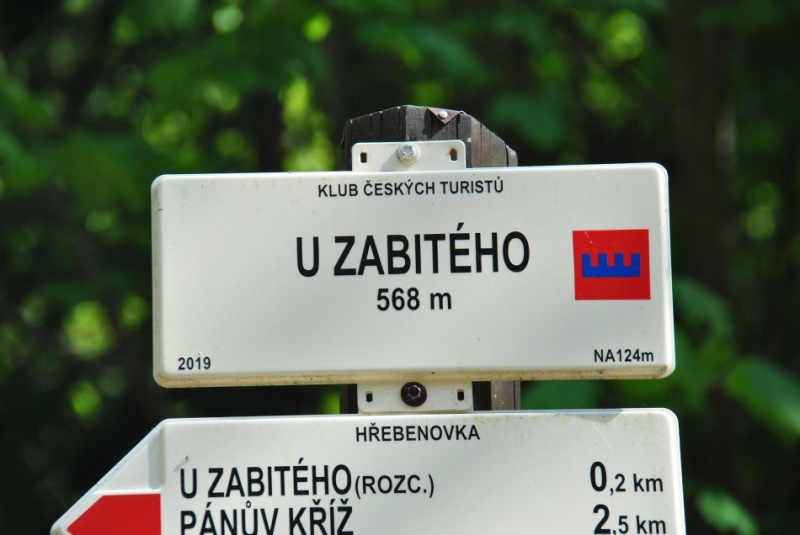 KLUB ČESKÝCH TURISTŮ
U ZABITÉHO
568 m
2019 NA124m
HŘEBENOVKA
U ZABITÉHO (ROZC.) 0,2 km
PÁNŮV KŘÍŽ 2,5 km